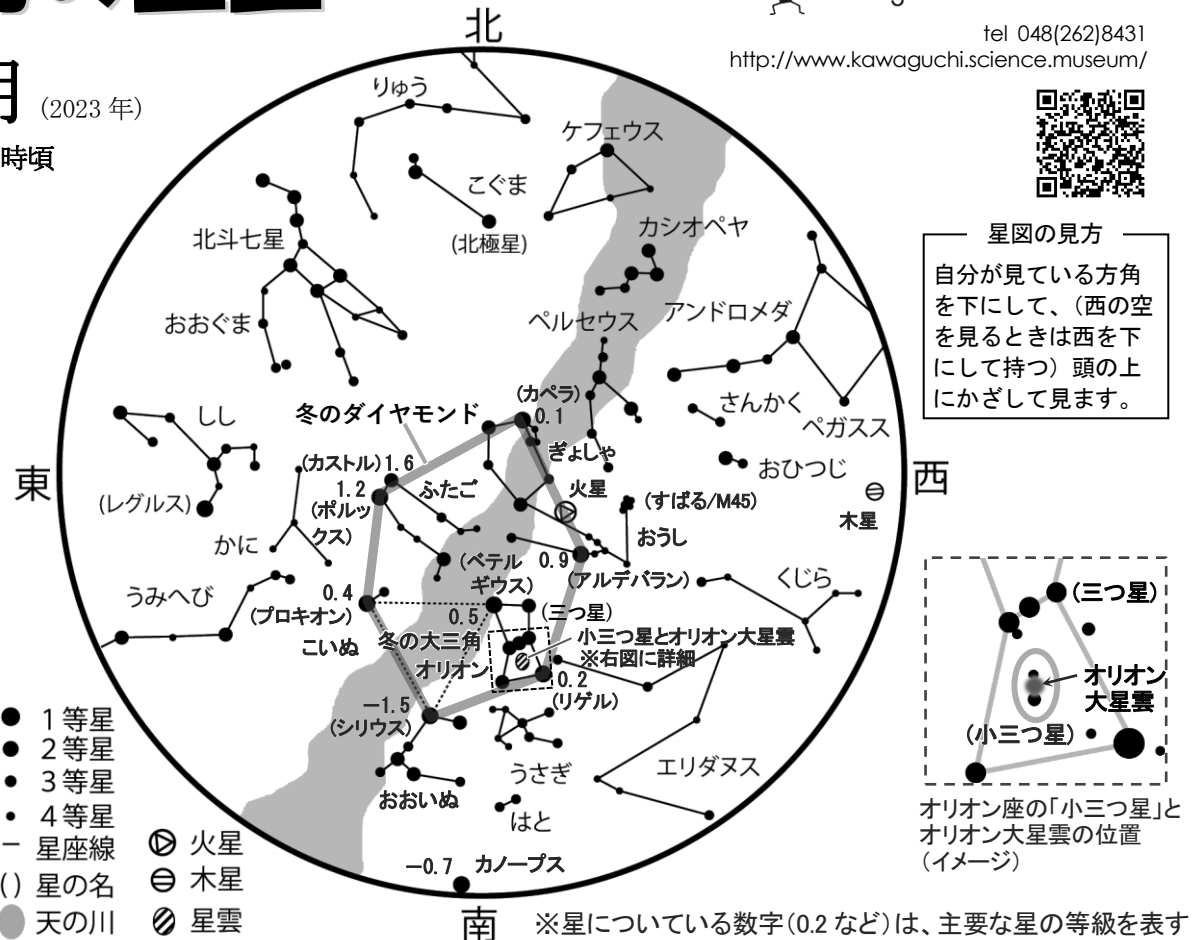 tel 048(262)8431
http://www.kawaguchi.science.museum/
月 (2023 年)
時頃
北
りゅう
ケフェウス
こぐま
(北極星)
カシオペヤ
北斗七星
おおぐま
ペルセウス
アンドロメダ
さんかく
ペガスス
しし
冬のダイヤモンド
(カペラ)
0.1
ぎょしゃ
おひつじ
東
西
(カストル) 1.6
1.2
(ポルッ
クス)
ふたご
火星
(すばる/M45)
木星
(レグルス)
かに
おうし
(ベテル
ギウス)
0.9
(アルデバラン)
くじら
うみへび
0.4
(プロキオン)
こいぬ
0.5
(三つ星)
冬の大三角
オリオン
小三つ星とオリオン大星雲
※右図に詳細
0.2
(リゲル)
−1.5
(シリウス)
うさぎ
エリダヌス
おおいぬ
はと
−0.7 カノープス
南
星図の見方
自分が見ている方角
を下にして、(西の空
を見るときは西を下
にして持つ) 頭の上
にかざして見ます。
(三つ星)
オリオン
大星雲
(小三つ星)
オリオン座の「小三つ星」と
オリオン大星雲の位置
(イメージ)
1等星
2等星
3等星
4等星
星座線
() 星の名
天の川
火星
木星
星雲
※星についている数字(0.2 など)は、主要な星の等級を表す